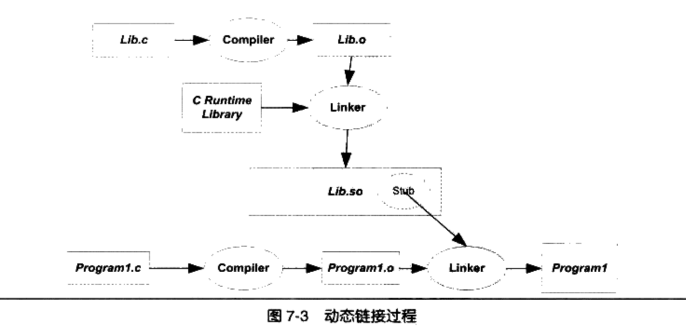 Lib.c
Compiler
Lib.o
C Runtime
Library
Linker
Lib.so
Stub
Program1.c
Compiler
Program1.o
Linker
Program1
图 7-3 动态链接过程